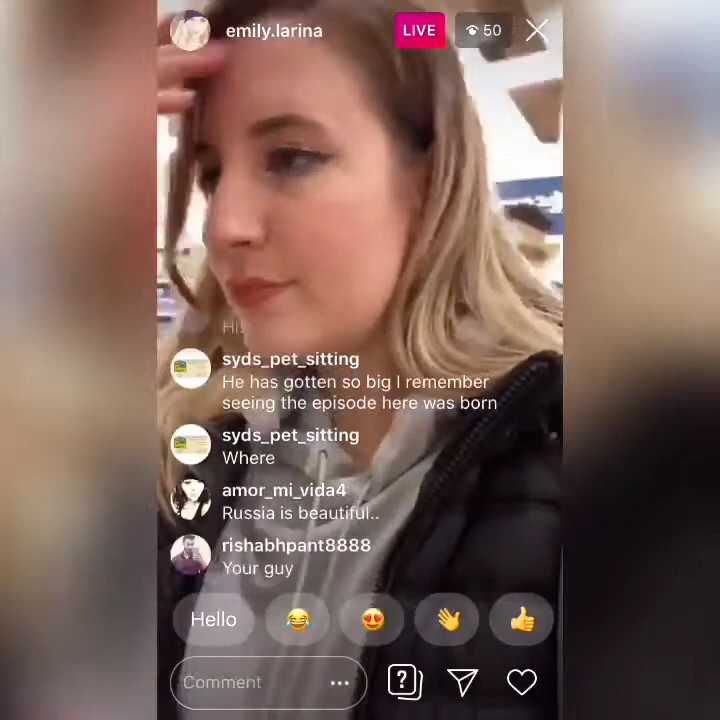 emily.larina
LIVE
50
Hi!
syds_pet_sitting
He has gotten so big I remember
seeing the episode here was born
syds_pet_sitting
Where
amor_mi_vida4
Russia is beautiful..
rishabhpant8888
Your guy
Hello 😂 😍 👋 👍
Comment